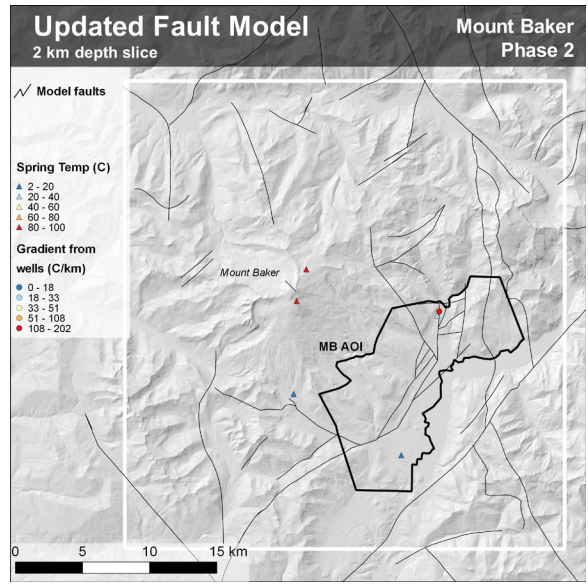 Updated Fault Model
2 km depth slice
Mount Baker
Phase 2
Model faults
Spring Temp (C)
2 - 20
20 - 40
40 - 60
60 - 80
80 - 100
Gradient from
wells (C/km)
0 - 18
18 - 33
33 - 51
51 - 108
108 - 202
Mount Baker
MB AOI
0 5 10 15 km